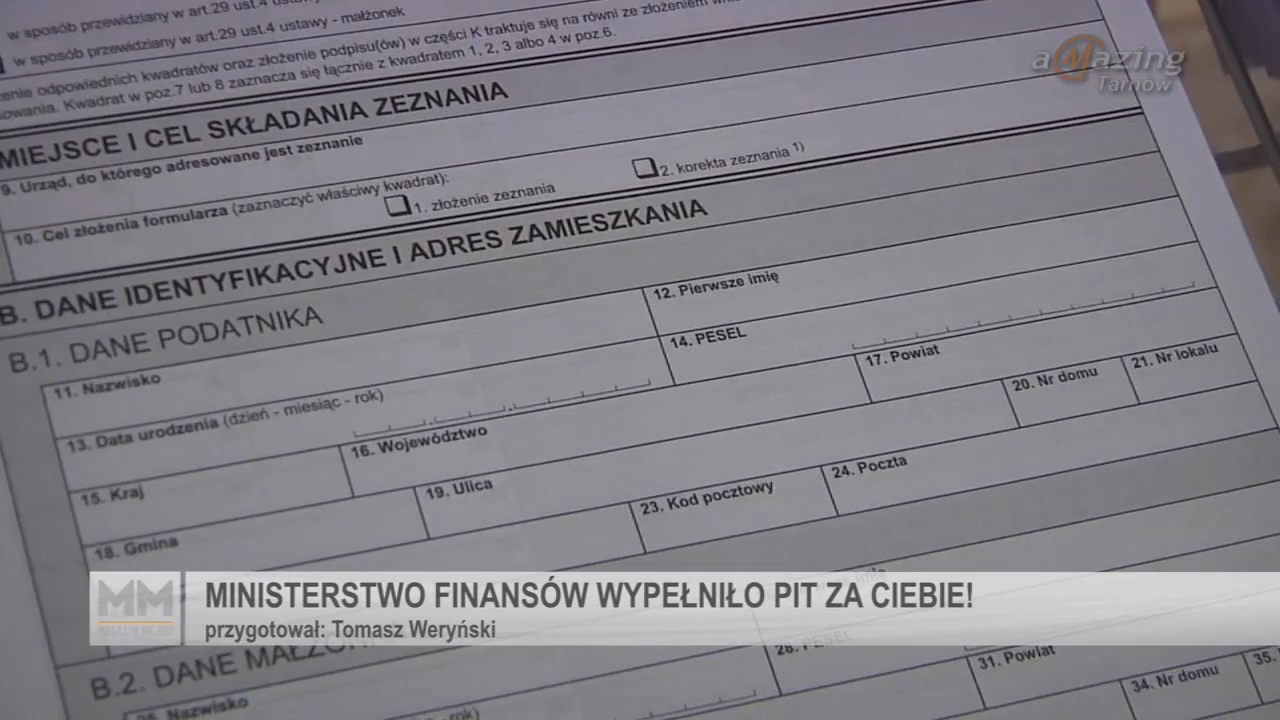 w sposób przewidziany w art.29 ust.4 ustawy
w sposób przewidziany w art.29 ust.4 ustawy - małżonek
odpowiednich kwadratów oraz złożenie podpisu(ów) w części K traktuje się na równi ze złożeniem
Kwadrat w poz.7 lub 8 zaznacza się łącznie z kwadratem 1, 2, 3 albo 4 w poz.6.
aMazing
Tarnów
MIEJSCE I CEL SKŁADANIA ZEZNANIA
9. Urząd, do którego adresowane jest zeznanie
10. Cel złożenia formularza (zaznaczyć właściwy kwadrat):
1. złożenie zeznania
2. korekta zeznania 1)
B. DANE IDENTYFIKACYJNE I ADRES ZAMIESZKANIA
B.1. DANE PODATNIKA
11. Nazwisko
12. Pierwsze imię
13. Data urodzenia (dzień - miesiąc - rok)
14. PESEL
15. Kraj
16. Województwo
17. Powiat
18. Gmina
19. Ulica
20. Nr domu
21. Nr lokalu
23. Kod pocztowy
24. Poczta
MM
MINISTERSTWO FINANSÓW WYPEŁNIŁO PIT ZA CIEBIE!
przygotował: Tomasz Weryński
B.2. DANE
28. PESEL
Nazwisko
rok)
31. Powiat
34. Nr domu
35.